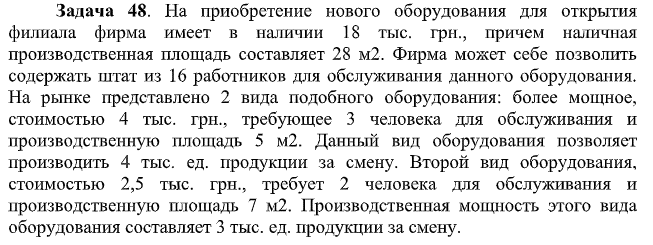 Задача 48. На приобретение нового оборудования для открытия
филиала фирма имеет в наличии 18 тыс. грн., причем наличная
производственная площадь составляет 28 м2. Фирма может себе позволить
содержать штат из 16 работников для обслуживания данного оборудования.
На рынке представлено 2 вида подобного оборудования: более мощное,
стоимостью 4 тыс. грн., требующее 3 человека для обслуживания и
производственную площадь 5 м2. Данный вид оборудования позволяет
производить 4 тыс. ед. продукции за смену. Второй вид оборудования,
стоимостью 2,5 тыс. грн., требует 2 человека для обслуживания и
производственную площадь 7 м2. Производственная мощность этого вида
оборудования составляет 3 тыс. ед. продукции за смену.